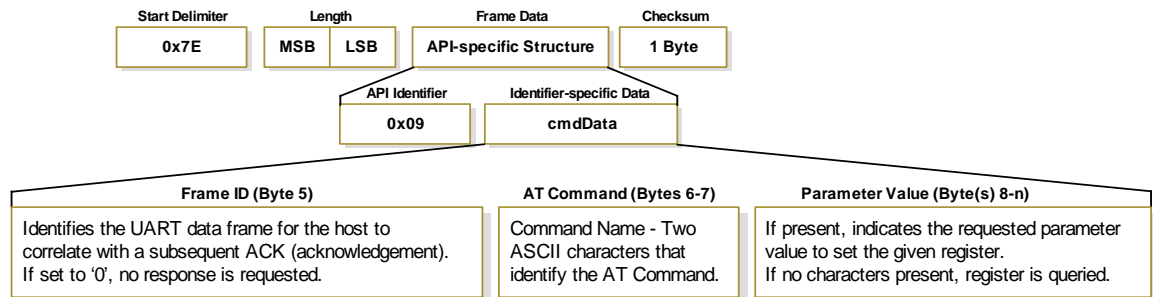 Start Delimiter
Length
Frame Data
Checksum
0x7E
MSB
LSB
API-specific Structure
1 Byte
API Identifier
Identifier-specific Data
0x09
cmdData
Frame ID (Byte 5)
Identifies the UART data frame for the host to
correlate with a subsequent ACK (acknowledgement).
If set to ‘0’, no response is requested.
AT Command (Bytes 6-7)
Command Name - Two
ASCII characters that
identify the AT Command.
Parameter Value (Byte(s) 8-n)
If present, indicates the requested parameter
value to set the given register.
If no characters present, register is queried.